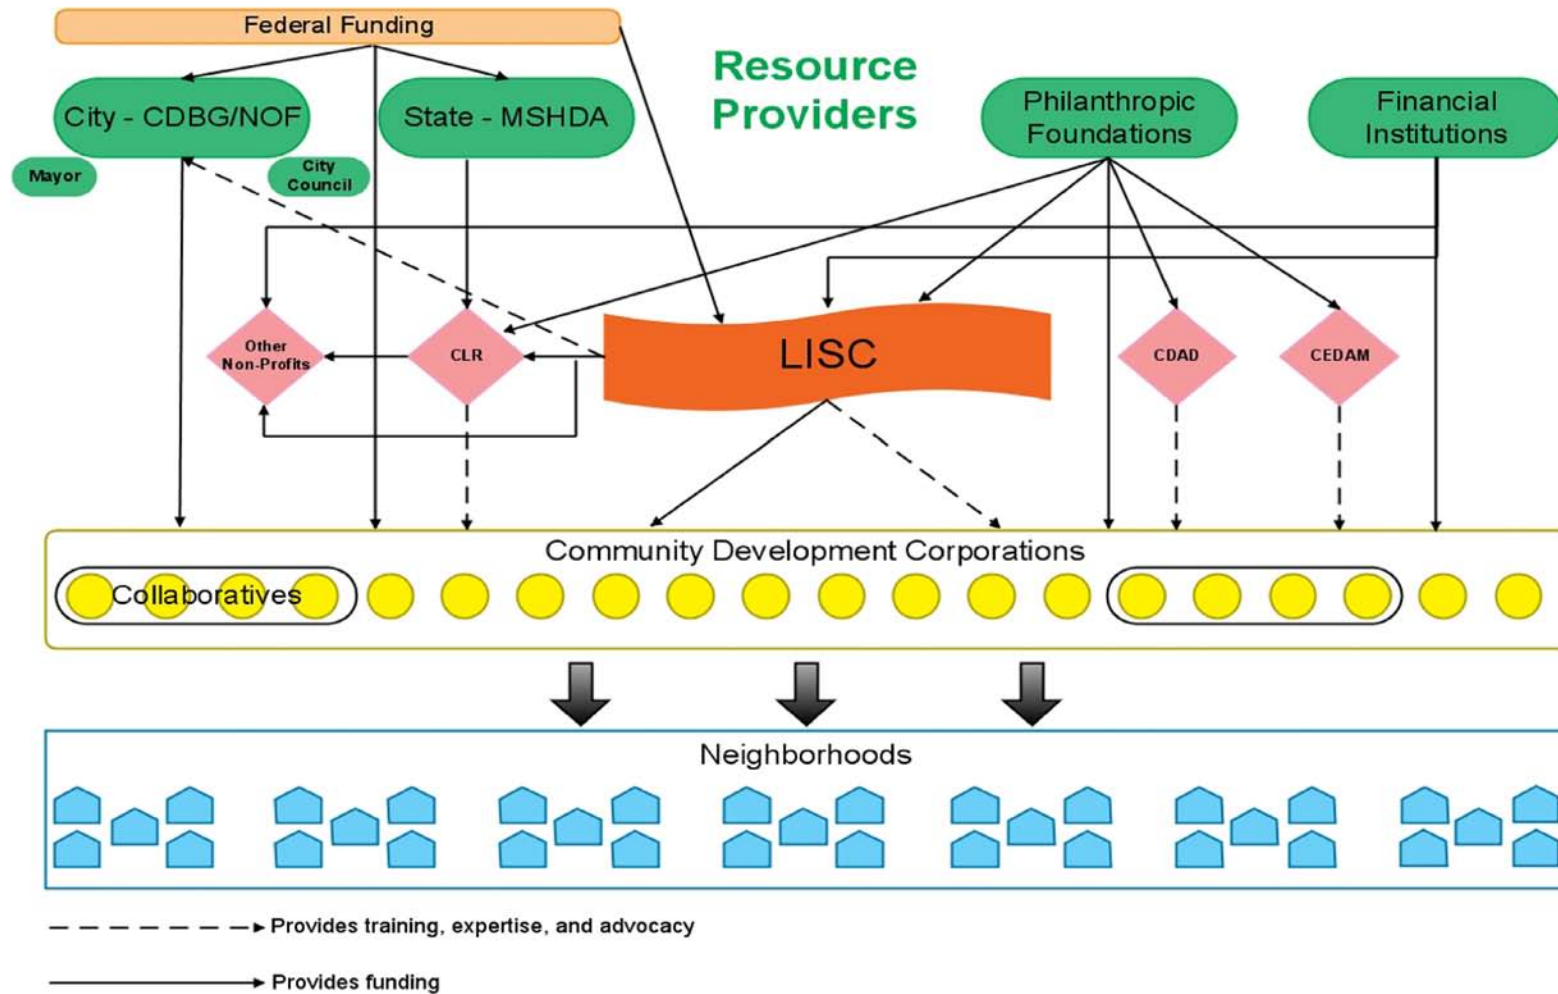 Federal Funding
Resource
Providers
City - CDBG/NOF
State - MSHDA
Philanthropic
Foundations
Financial
Institutions
Mayor
City
Council
Other
Non-Profits
CLR
LISC
CDAD
CEDAM
Community Development Corporations
Collaboratives
Neighborhoods
Provides training, expertise, and advocacy
Provides funding